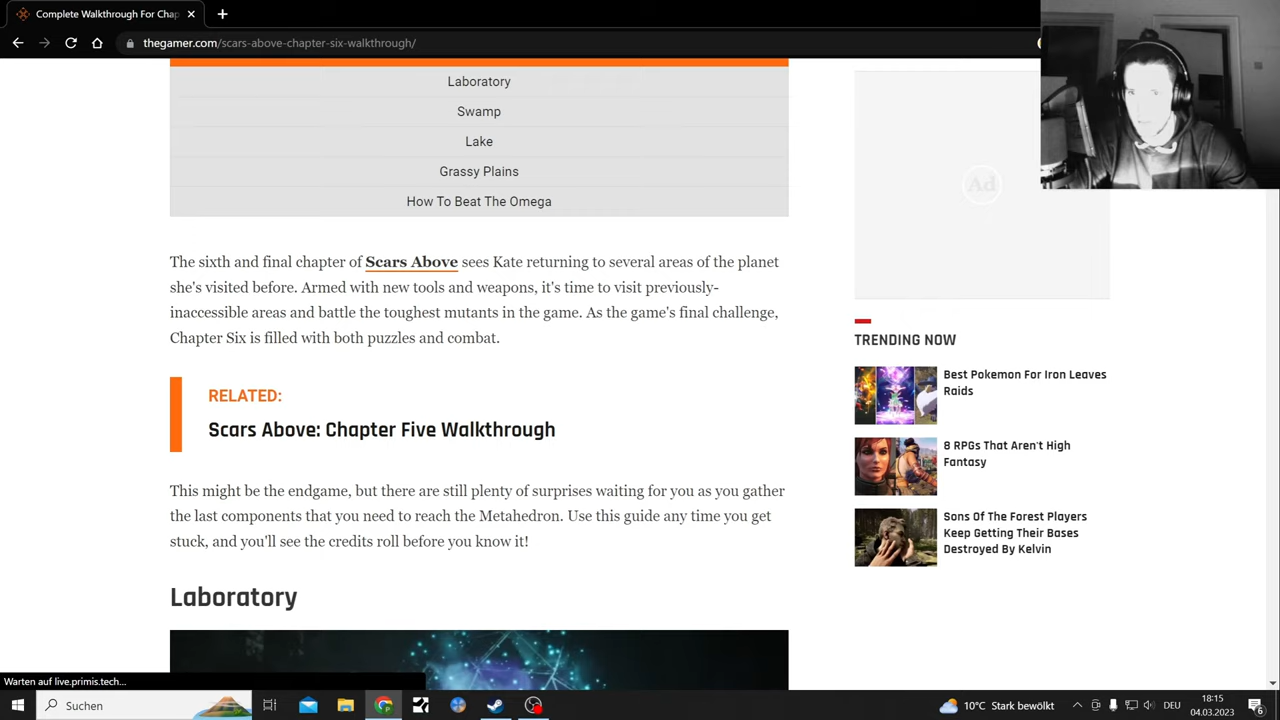 Complete Walkthrough For Chap
thegamer.com/scars-above-chapter-six-walkthrough/
Laboratory
Swamp
Lake
Grassy Plains
How To Beat The Omega
The sixth and final chapter of Scars Above sees Kate returning to several areas of the planet
she's visited before. Armed with new tools and weapons, it's time to visit previously-
inaccessible areas and battle the toughest mutants in the game. As the game's final challenge,
Chapter Six is filled with both puzzles and combat.
RELATED:
Scars Above: Chapter Five Walkthrough
This might be the endgame, but there are still plenty of surprises waiting for you as you gather
the last components that you need to reach the Metahedron. Use this guide any time you get
stuck, and you'll see the credits roll before you know it!
Laboratory
Ad
TRENDING NOW
Best Pokemon For Iron Leaves
Raids
8 RPGs That Aren't High
Fantasy
Sons Of The Forest Players
Keep Getting Their Bases
Destroyed By Kelvin
Warten auf live.primis.tech...
Suchen
10°C Stark bewölkt
DEU
18:15
04.03.2023
6